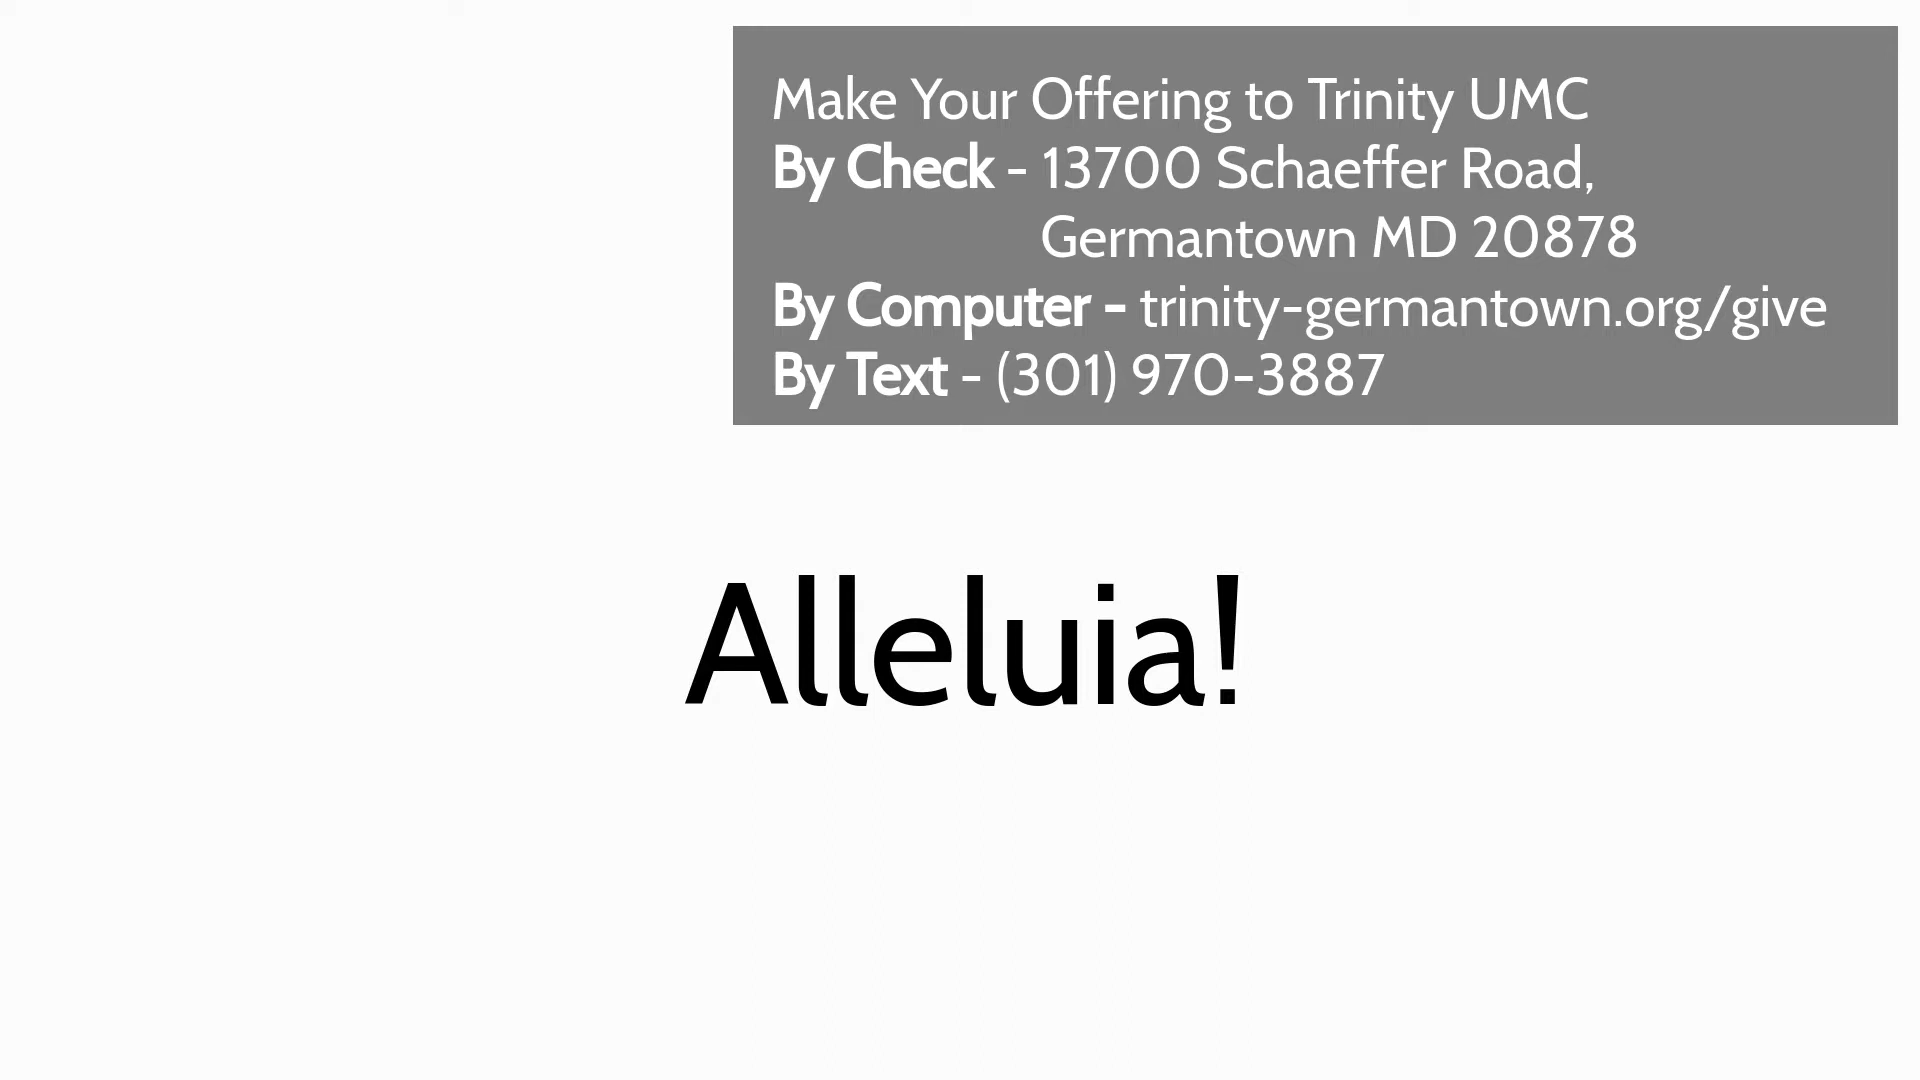 Make Your Offering to Trinity UMC
By Check - 13700 Schaeffer Road,
Germantown MD 20878
By Computer - trinity-germantown.org/give
By Text - (301) 970-3887
Alleluia!